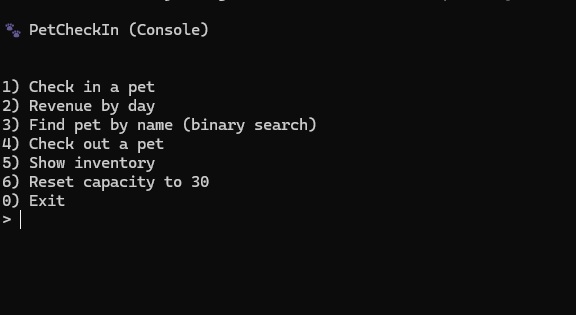 🐾 PetCheckIn (Console)
1) Check in a pet
2) Revenue by day
3) Find pet by name (binary search)
4) Check out a pet
5) Show inventory
6) Reset capacity to 30
0) Exit
>